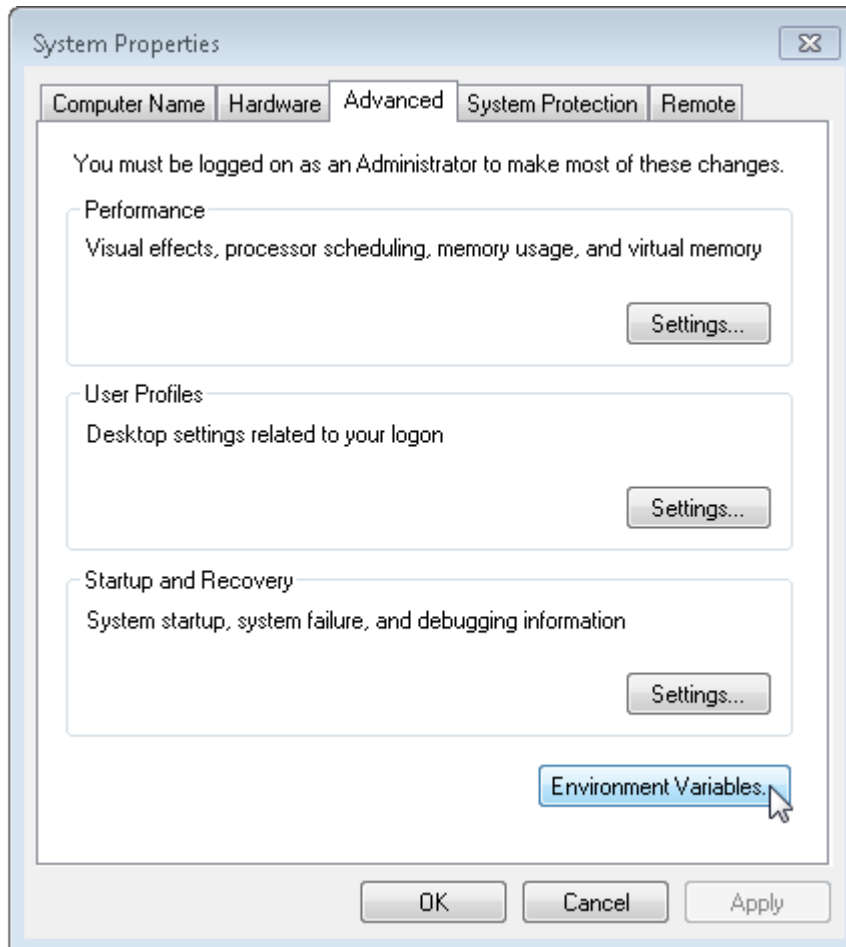 System Properties
Computer Name Hardware Advanced System Protection Remote
You must be logged on as an Administrator to make most of these changes.
Performance
Visual effects, processor scheduling, memory usage, and virtual memory
Settings...
User Profiles
Desktop settings related to your logon
Settings...
Startup and Recovery
System startup, system failure, and debugging information
Settings...
Environment Variables..
OK Cancel Apply